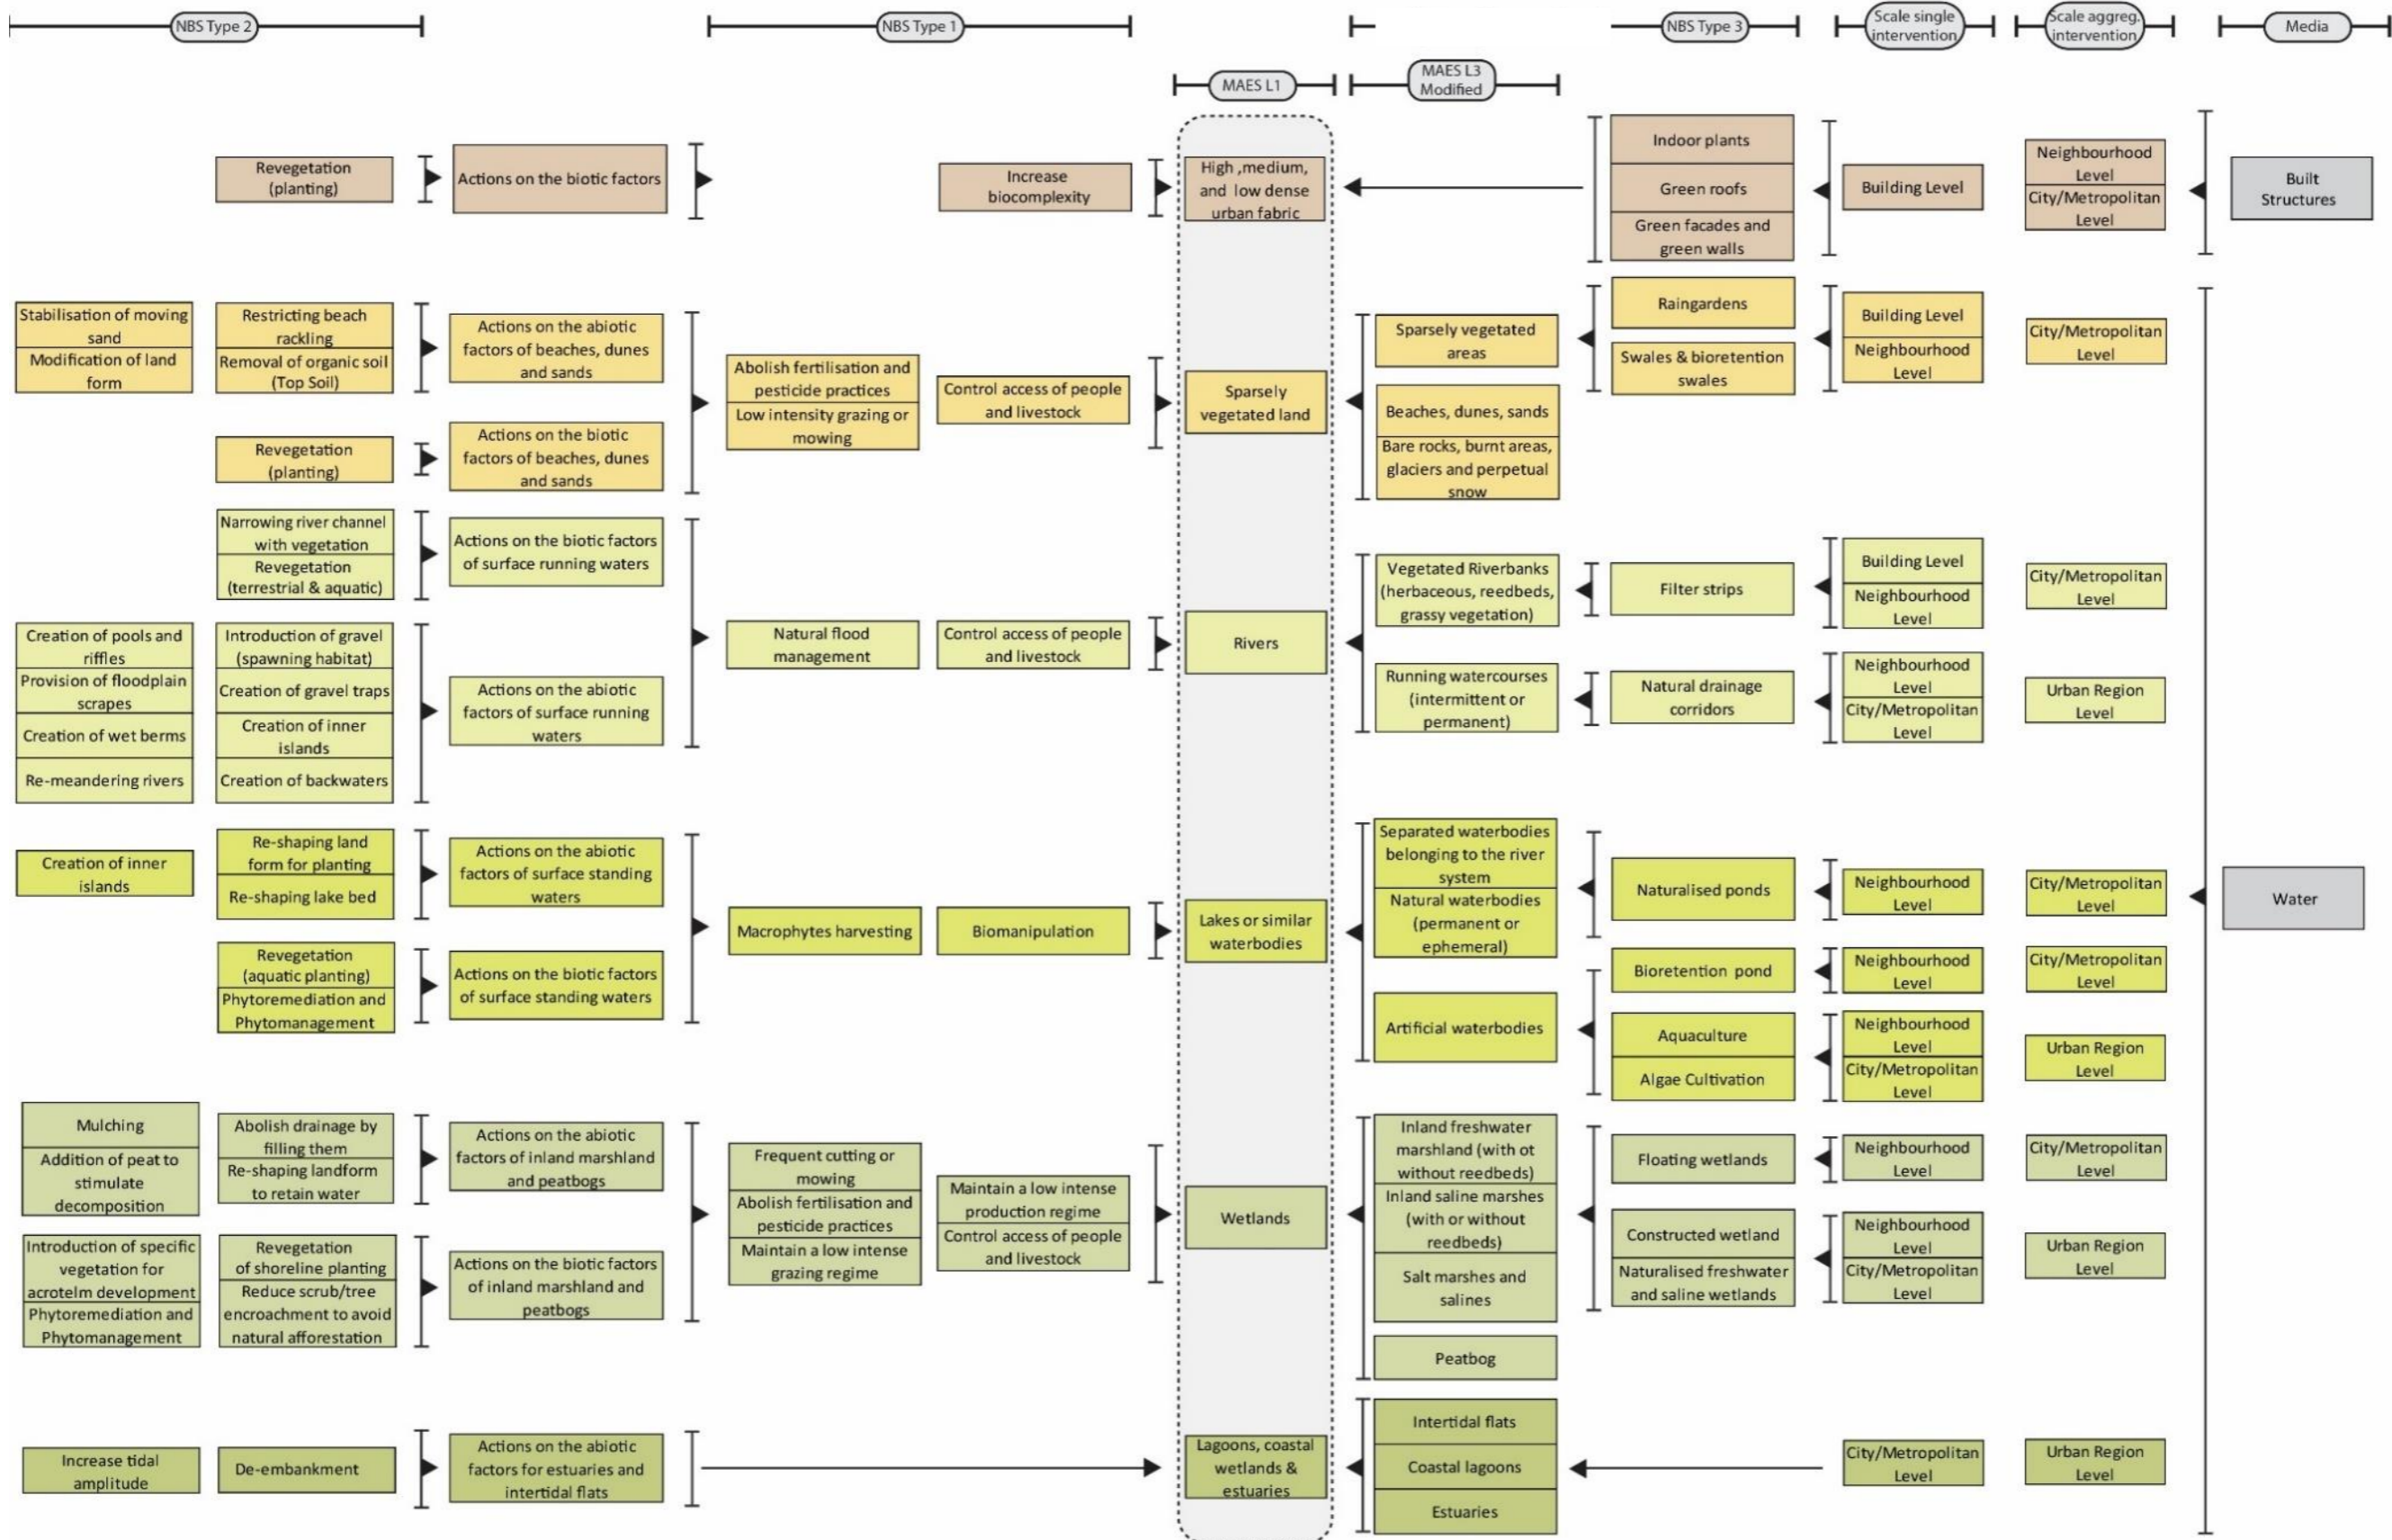 NBS Type 2
NBS Type 1
NBS Type 3
Scale single
intervention
Scale aggreg.
intervention
Media
MAES L1
MAES L3
Modified
Revegetation
(planting)
Actions on the biotic factors
Increase
biocomplexity
High ,medium,
and low dense
urban fabric
Indoor plants
Green roofs
Green facades and
green walls
Building Level
Neighbourhood
Level
City/Metropolitan
Level
Built
Structures
Stabilisation of moving
sand
Modification of land
form
Restricting beach
rackling
Removal of organic soil
(Top Soil)
Actions on the abiotic
factors of beaches, dunes
and sands
Revegetation
(planting)
Actions on the biotic
factors of beaches, dunes
and sands
Abolish fertilisation and
pesticide practices
Low intensity grazing or
mowing
Control access of people
and livestock
Sparsely
vegetated land
Sparsely vegetated
areas
Beaches, dunes, sands
Bare rocks, burnt areas,
glaciers and perpetual
snow
Raingardens
Swales & bioretention
swales
Building Level
Neighbourhood
Level
City/Metropolitan
Level
Narrowing river channel
with vegetation
Revegetation
(terrestrial & aquatic)
Actions on the biotic factors
of surface running waters
Creation of pools and
riffles
Provision of floodplain
scrapes
Creation of wet berms
Re-meandering rivers
Introduction of gravel
(spawning habitat)
Creation of gravel traps
Creation of inner
islands
Creation of backwaters
Actions on the abiotic
factors of surface running
waters
Natural flood
management
Control access of people
and livestock
Rivers
Vegetated Riverbanks
(herbaceous, reedbeds,
grassy vegetation)
Filter strips
Building Level
Neighbourhood
Level
City/Metropolitan
Level
Running watercourses
(intermittent or
permanent)
Natural drainage
corridors
Neighbourhood
Level
City/Metropolitan
Level
Urban Region
Level
Creation of inner
islands
Re-shaping land
form for planting
Re-shaping lake bed
Actions on the abiotic
factors of surface standing
waters
Revegetation
(aquatic planting)
Phytoremediation and
Phytomanagement
Actions on the biotic factors
of surface standing waters
Macrophytes harvesting
Biomanipulation
Lakes or similar
waterbodies
Separated waterbodies
belonging to the river
system
Natural waterbodies
(permanent or
ephemeral)
Naturalised ponds
Neighbourhood
Level
City/Metropolitan
Level
Water
Artificial waterbodies
Bioretention pond
Neighbourhood
Level
City/Metropolitan
Level
Aquaculture
Algae Cultivation
Neighbourhood
Level
City/Metropolitan
Level
Urban Region
Level
Mulching
Addition of peat to
stimulate
decomposition
Abolish drainage by
filling them
Re-shaping landform
to retain water
Actions on the abiotic
factors of inland marshland
and peatbogs
Introduction of specific
vegetation for
acrotelm development
Phytoremediation and
Phytomanagement
Revegetation
of shoreline planting
Reduce scrub/tree
encroachment to avoid
natural afforestation
Actions on the biotic factors
of inland marshland and
peatbogs
Frequent cutting or
mowing
Abolish fertilisation and
pesticide practices
Maintain a low intense
grazing regime
Maintain a low intense
production regime
Control access of people
and livestock
Wetlands
Inland freshwater
marshland (with ot
without reedbeds)
Inland saline marshes
(with or without
reedbeds)
Salt marshes and
salines
Peatbog
Floating wetlands
Neighbourhood
Level
City/Metropolitan
Level
Constructed wetland
Naturalised freshwater
and saline wetlands
Neighbourhood
Level
City/Metropolitan
Level
Urban Region
Level
Increase tidal
amplitude
De-embankment
Actions on the abiotic
factors for estuaries and
intertidal flats
Lagoons, coastal
wetlands &
estuaries
Intertidal flats
Coastal lagoons
Estuaries
City/Metropolitan
Level
Urban Region
Level